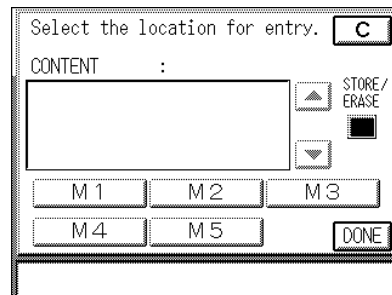 Select the location for entry. C
CONTENT :
STORE/
ERASE
M1 M2 M3
M4 M5 DONE